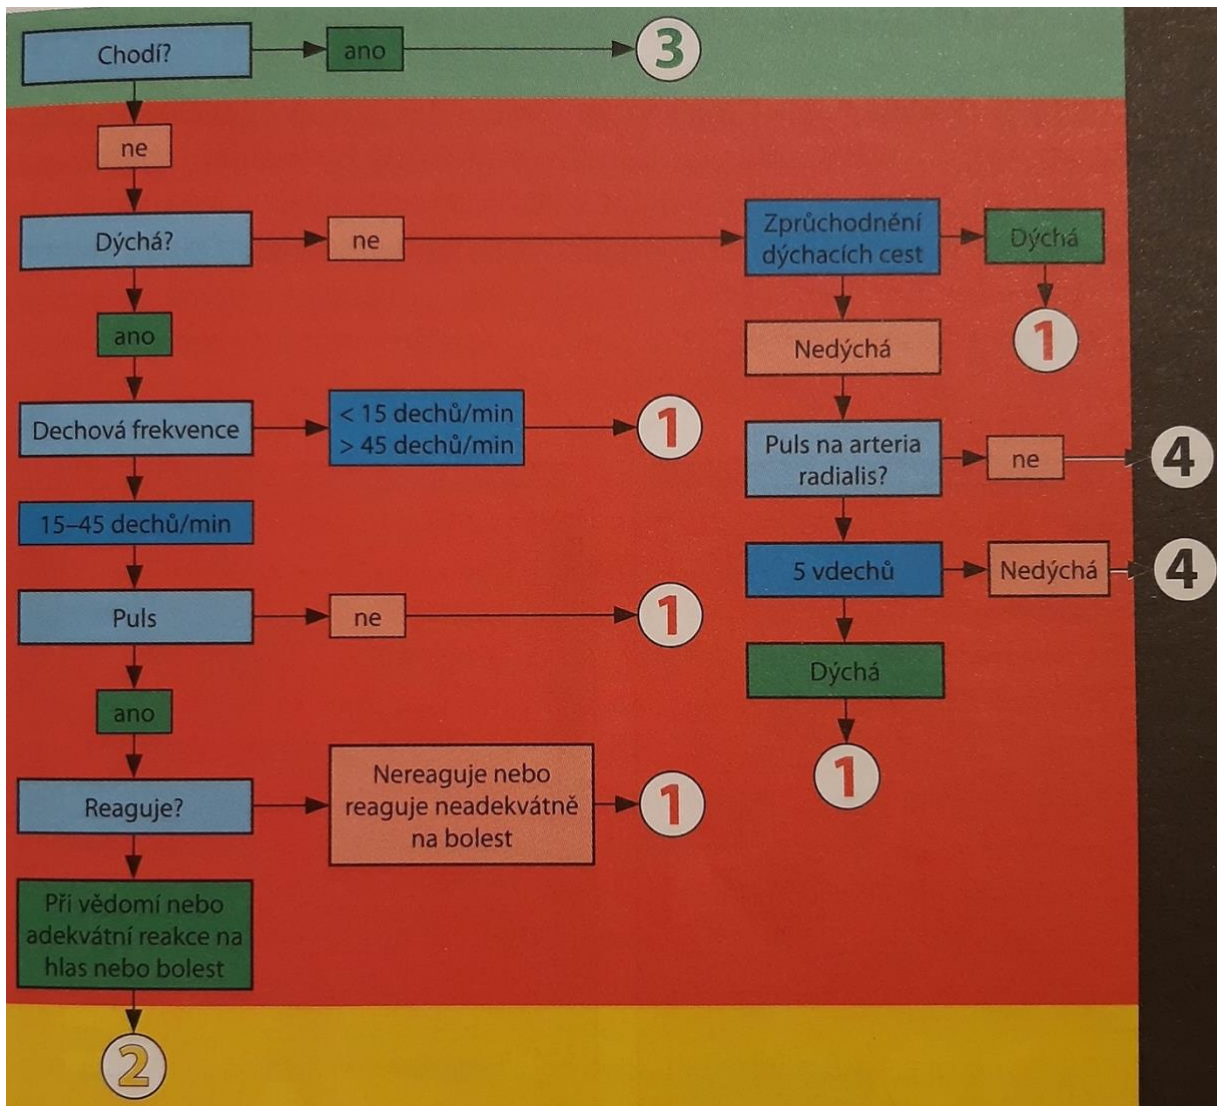 Chodí?
ano
3
ne
Dýchá?
ne
Zprůchodnění
dýchacích cest
Dýchá
1
ano
Nedýchá
Dechová frekvence
< 15 dechů/min
> 45 dechů/min
1
Puls na arteria
radialis?
ne
4
15–45 dechů/min
5 vdechů
Nedýchá
4
Puls
ne
1
Dýchá
1
ano
Reaguje?
Nereaguje nebo
reaguje neadekvátně
na bolest
1
Při vědomí nebo
adekvátní reakce na
hlas nebo bolest
2